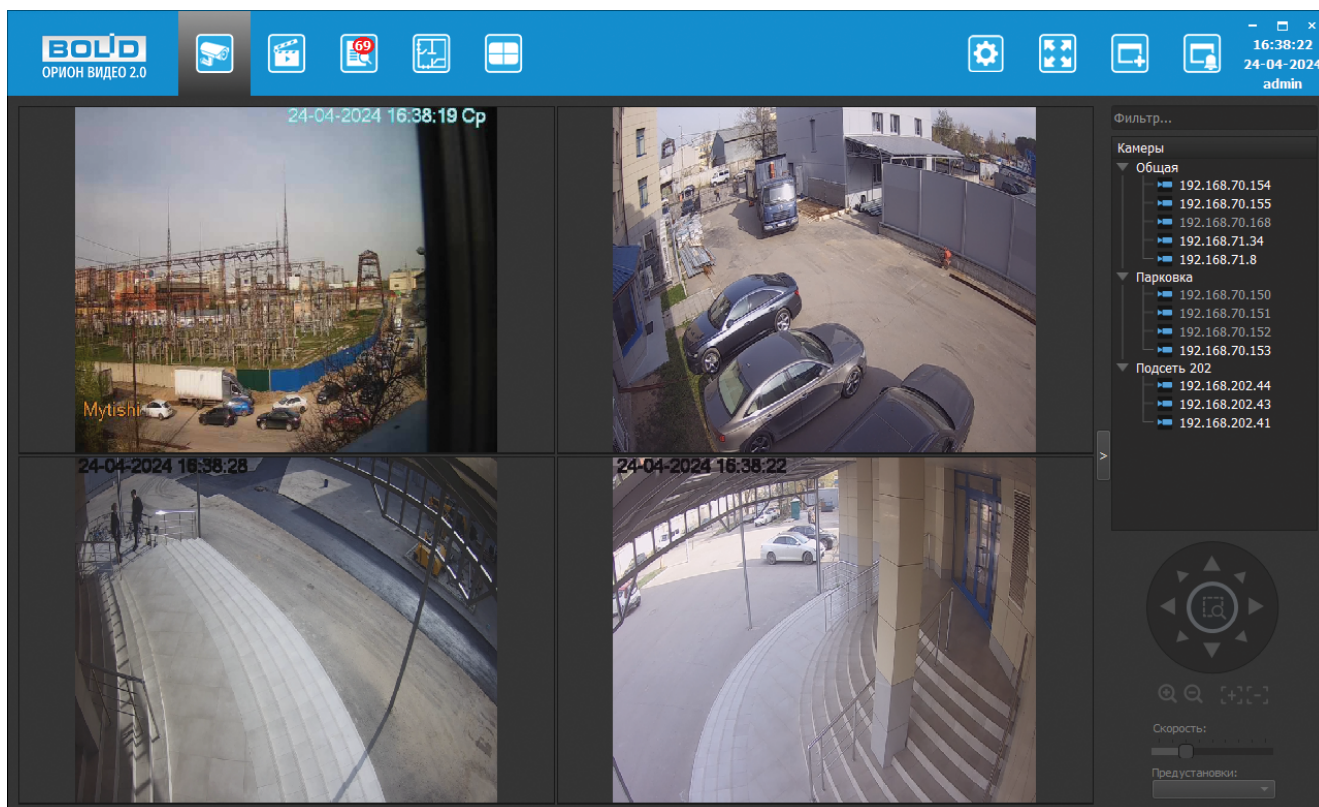 BOLID
ОРИОН ВИДЕО 2.0
69
16:38:22
24-04-2024
admin
24-04-2024 16:38:19 Ср
Mytishi
24-04-2024 16:38:28
24-04-2024 16:38:22
Фильтр...
Камеры
Общая
192.168.70.154
192.168.70.155
192.168.70.168
192.168.71.34
192.168.71.8
Парковка
192.168.70.150
192.168.70.151
192.168.70.152
192.168.70.153
Подсеть 202
192.168.202.44
192.168.202.43
192.168.202.41
>
Скорость:
Предустановки: